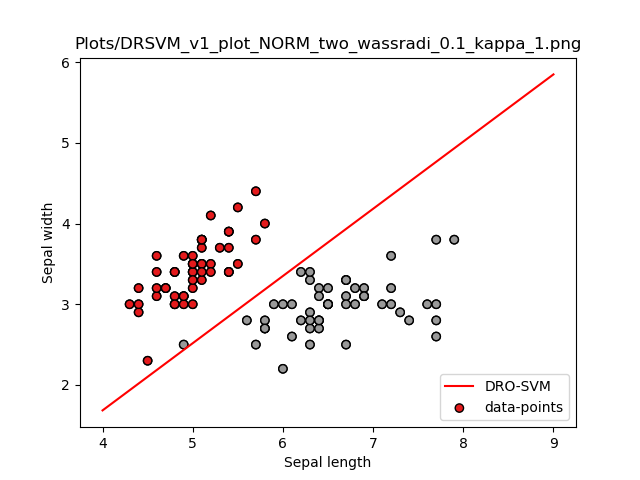 Plots/DRSVM_v1_plot_NORM_two_wassradi_0.1_kappa_1.png
6
5
4
3
2
Sepal width
DRO-SVM
data-points
4 5 6 7 8 9
Sepal length